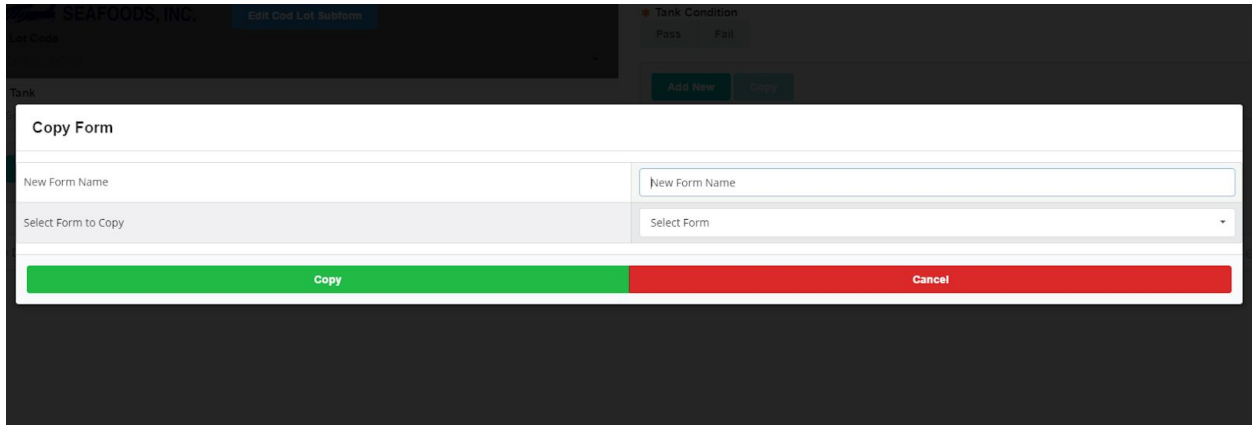 SEAFOODS, INC.
Edit Cod Lot Subform
Lot Code
Tank Condition
Pass
Fail
Add New
Copy
Tank
Copy Form
New Form Name
New Form Name
Select Form to Copy
Select Form
Copy
Cancel